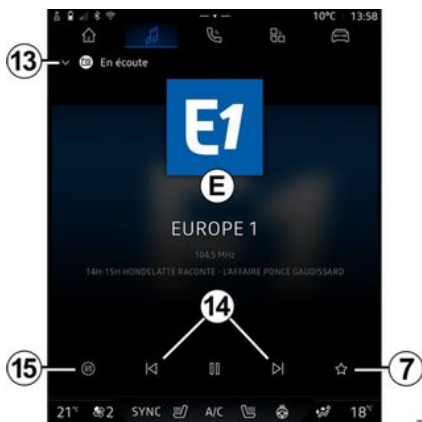 10°C 13:58
13
En écoute
E1
E
EUROPE 1
104,5 MHz
14H-15H HONDELATTE RACONTE - L'AFFAIRE PONCE GAUDISSARD
14
15
7
21°C 2 SYNC A/C 18°C